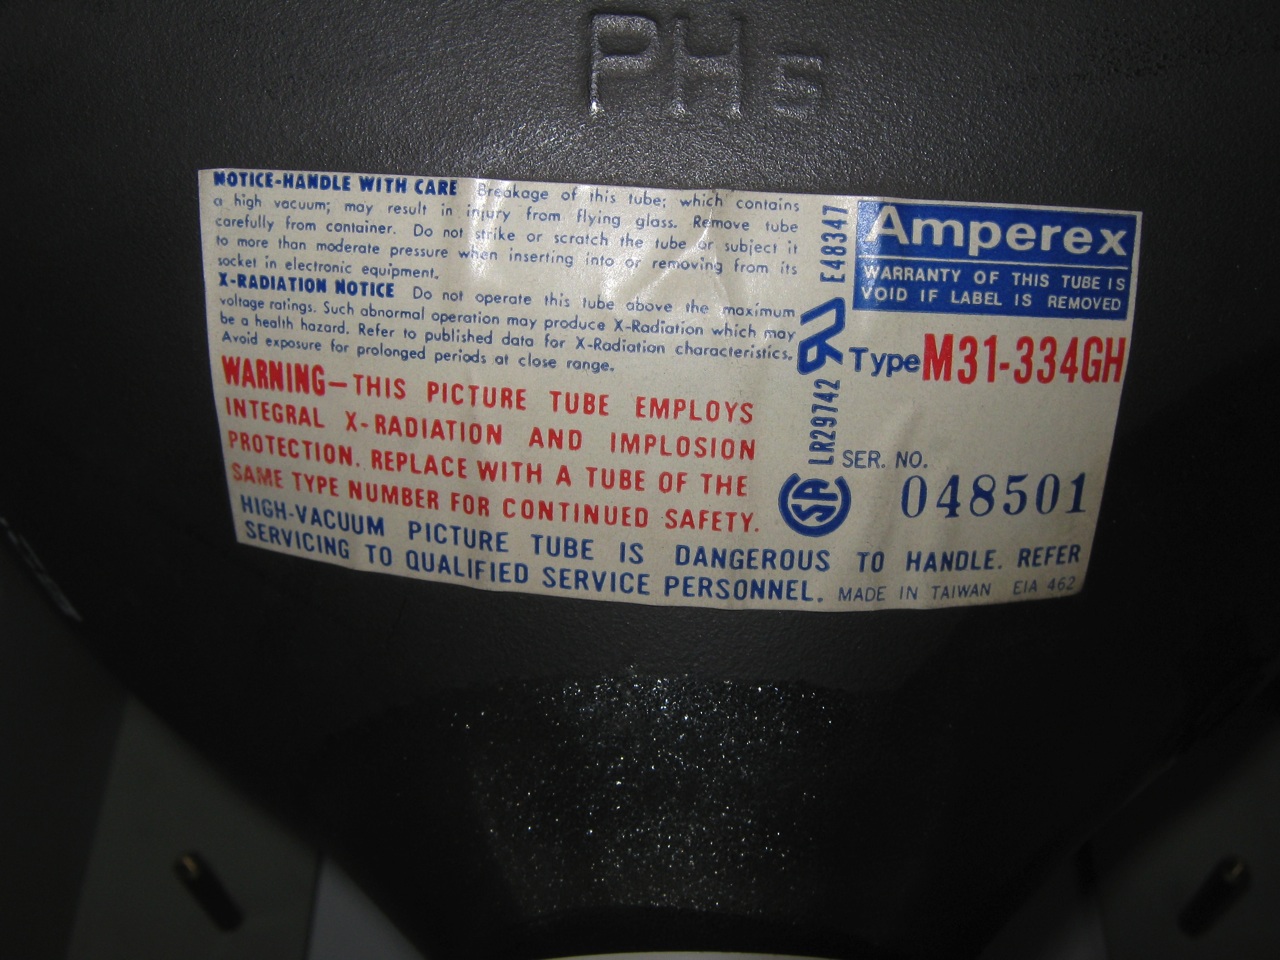 PH5
NOTICE-HANDLE WITH CARE Breakage of this tube; which contains
a high vacuum; may result in injury from flying glass. Remove tube
carefully from container. Do not strike or scratch the tube or subject it
to more than moderate pressure when inserting into or removing from its
socket in electronic equipment.
X-RADIATION NOTICE Do not operate this tube above the maximum
voltage ratings. Such abnormal operation may produce X-Radiation which may
be a health hazard. Refer to published data for X-Radiation characteristics.
Avoid exposure for prolonged periods at close range.
WARNING—THIS PICTURE TUBE EMPLOYS
INTEGRAL X-RADIATION AND IMPLOSION
PROTECTION. REPLACE WITH A TUBE OF THE
SAME TYPE NUMBER FOR CONTINUED SAFETY.
HIGH-VACUUM PICTURE TUBE IS DANGEROUS TO HANDLE. REFER
SERVICING TO QUALIFIED SERVICE PERSONNEL. MADE IN TAIWAN EIA 462
E48347
UR
LR29742
SA
Amperex
WARRANTY OF THIS TUBE IS
VOID IF LABEL IS REMOVED
Type M31-334GH
SER. NO.
048501